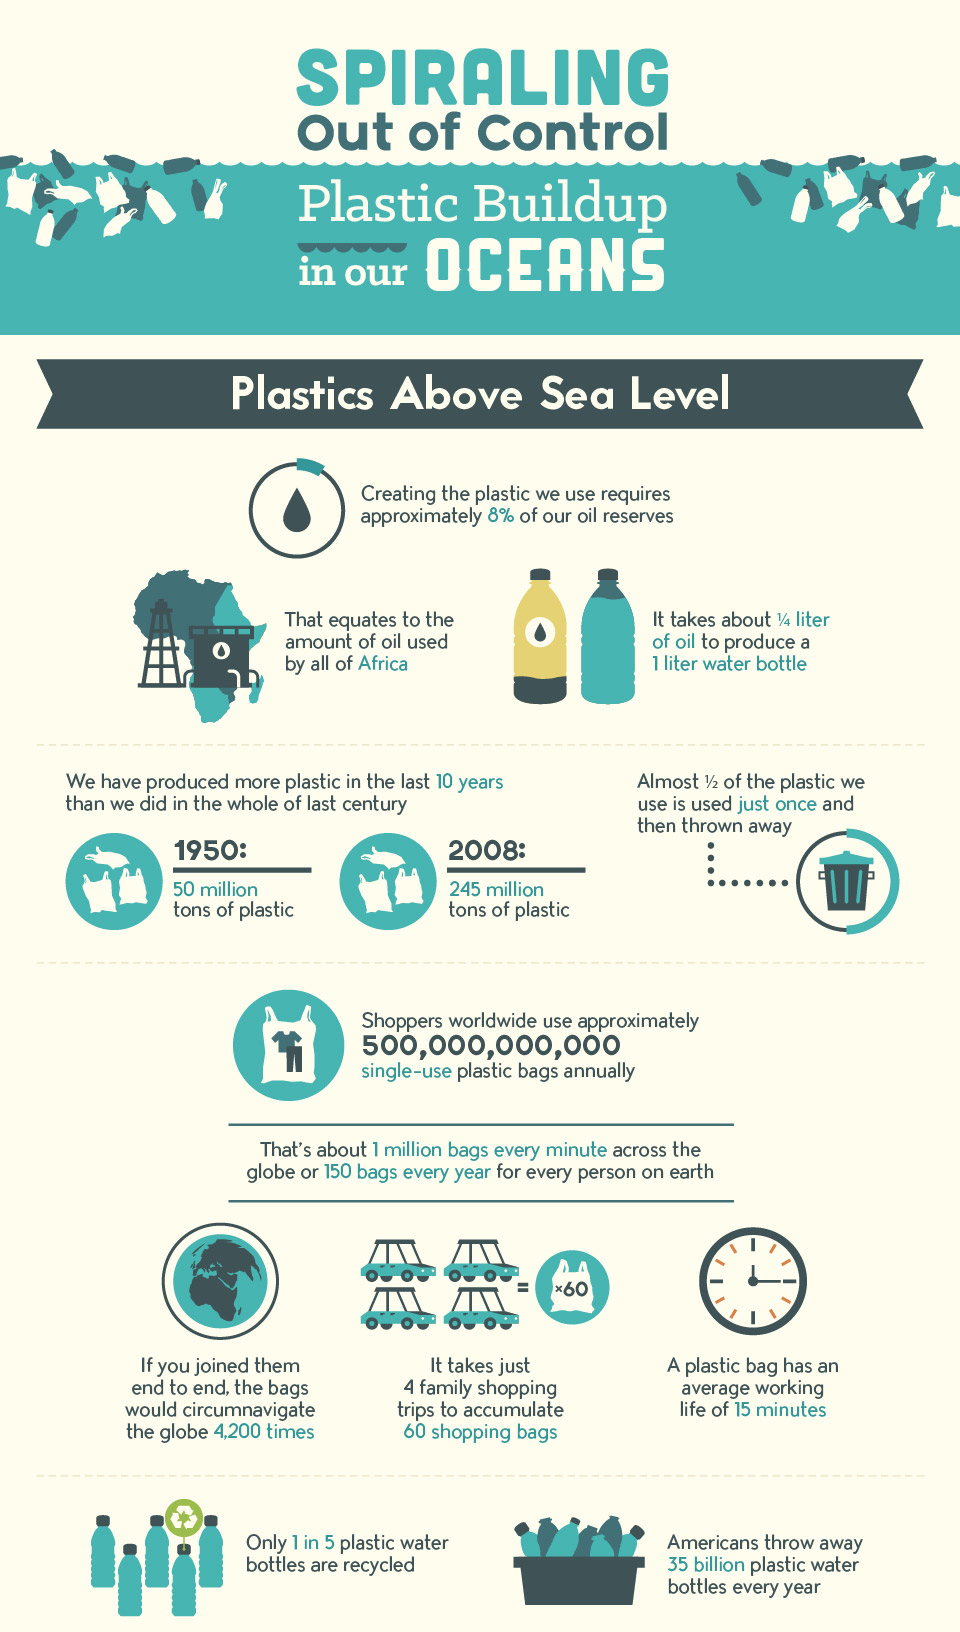 SPIRALING
Out of Control
Plastic Buildup
in our OCEANS
Plastics Above Sea Level
Creating the plastic we use requires
approximately 8% of our oil reserves
That equates to the
amount of oil used
by all of Africa
It takes about ¼ liter
of oil to produce a
1 liter water bottle
We have produced more plastic in the last 10 years
than we did in the whole of last century
1950:
50 million
tons of plastic
2008:
245 million
tons of plastic
Almost ½ of the plastic we
use is used just once and
then thrown away
Shoppers worldwide use approximately
500,000,000,000
single-use plastic bags annually
That's about 1 million bags every minute across the
globe or 150 bags every year for every person on earth
If you joined them
end to end, the bags
would circumnavigate
the globe 4,200 times
= ×60
It takes just
4 family shopping
trips to accumulate
60 shopping bags
A plastic bag has an
average working
life of 15 minutes
Only 1 in 5 plastic water
bottles are recycled
Americans throw away
35 billion plastic water
bottles every year